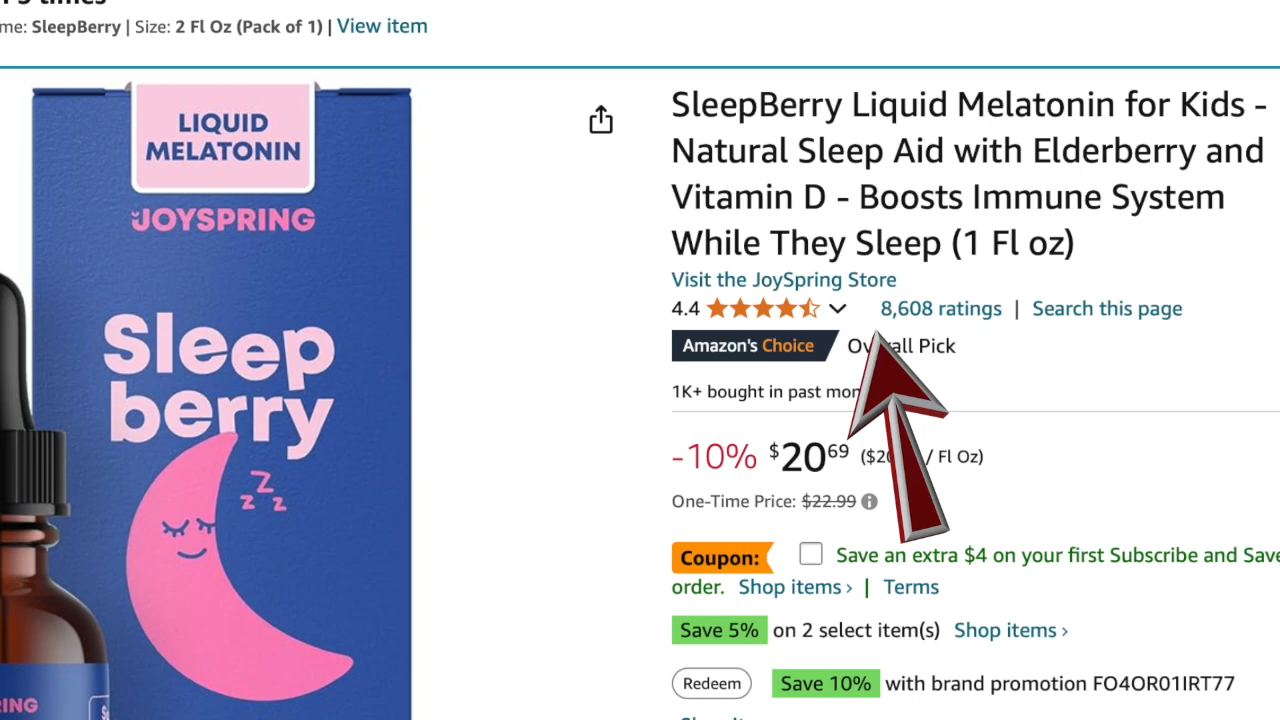 me: SleepBerry | Size: 2 Fl Oz (Pack of 1) | View item
LIQUID
MELATONIN
JOYSPRING
Sleep
berry
z z z
SleepBerry Liquid Melatonin for Kids -
Natural Sleep Aid with Elderberry and
Vitamin D - Boosts Immune System
While They Sleep (1 Fl oz)
Visit the JoySpring Store
4.4 8,608 ratings | Search this page
Amazon's Choice Overall Pick
1K+ bought in past mon
-10% $20 69 ($20 / Fl Oz)
One-Time Price: $22.99
Coupon: Save an extra $4 on your first Subscribe and Save
order. Shop items › | Terms
Save 5% on 2 select item(s) Shop items ›
Redeem Save 10% with brand promotion FO4OR01IRT77
RING